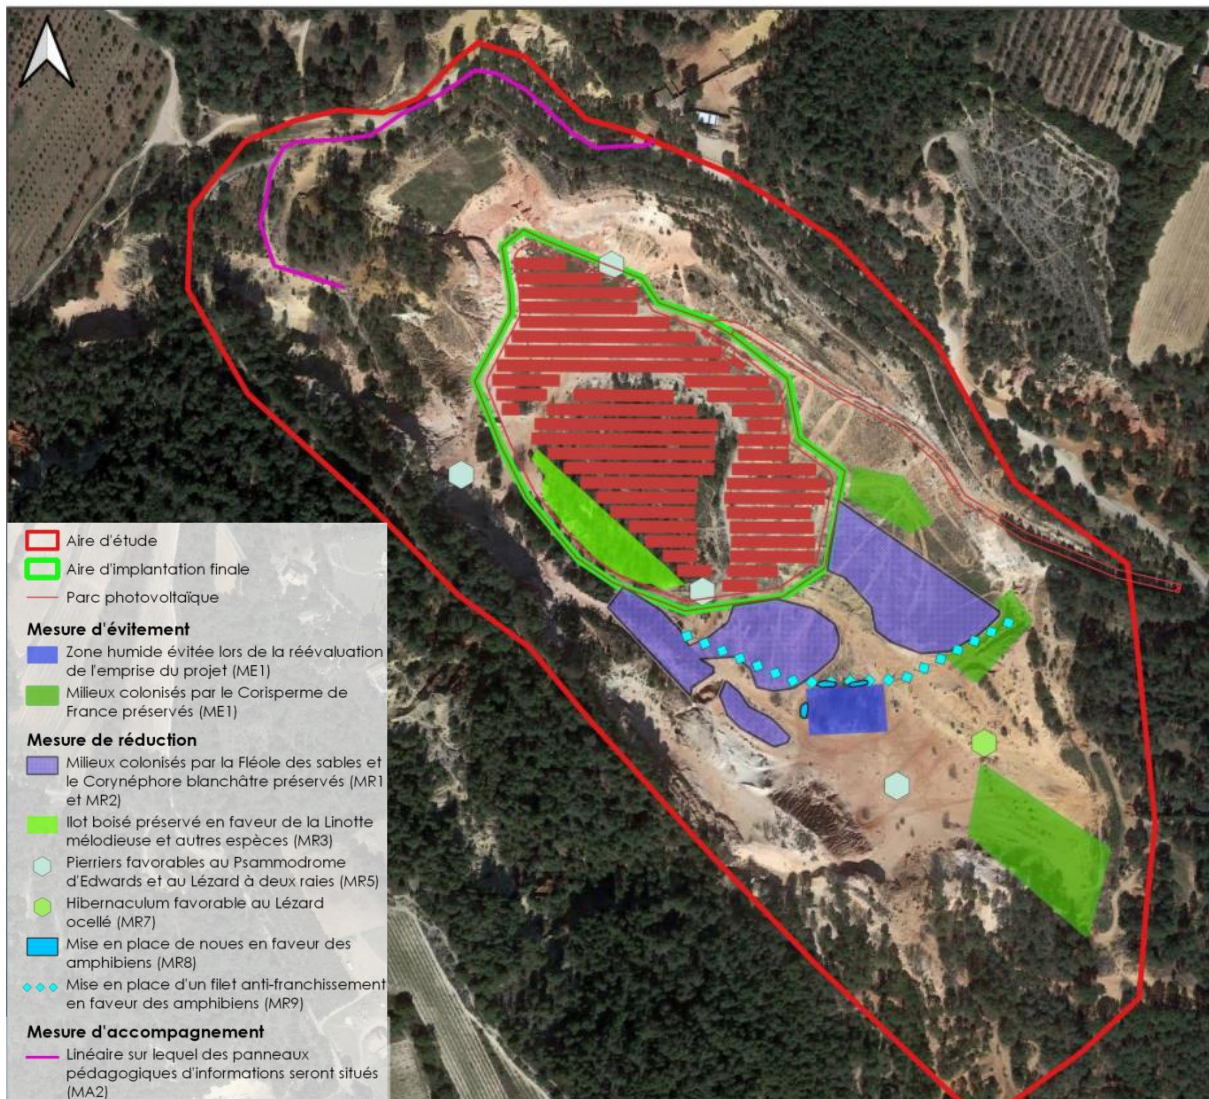 Aire d'étude
Aire d'implantation finale
Parc photovoltaïque
Mesure d'évitement
Zone humide évitée lors de la réévaluation
de l'emprise du projet (ME1)
Milieux colonisés par le Corisperme de
France préservés (ME1)
Mesure de réduction
Milieux colonisés par la Fléole des sables et
le Corynéphore blanchâtre préservés (MR1
et MR2)
Ilot boisé préservé en faveur de la Linotte
mélodieuse et autres espèces (MR3)
Pierriers favorables au Psammodrome
d'Edwards et au Lézard à deux raies (MR5)
Hibernaculum favorable au Lézard
ocellé (MR7)
Mise en place de noues en faveur des
amphibiens (MR8)
Mise en place d'un filet anti-franchissement
en faveur des amphibiens (MR9)
Mesure d'accompagnement
Linéaire sur lequel des panneaux
pédagogiques d'informations seront situés
(MA2)